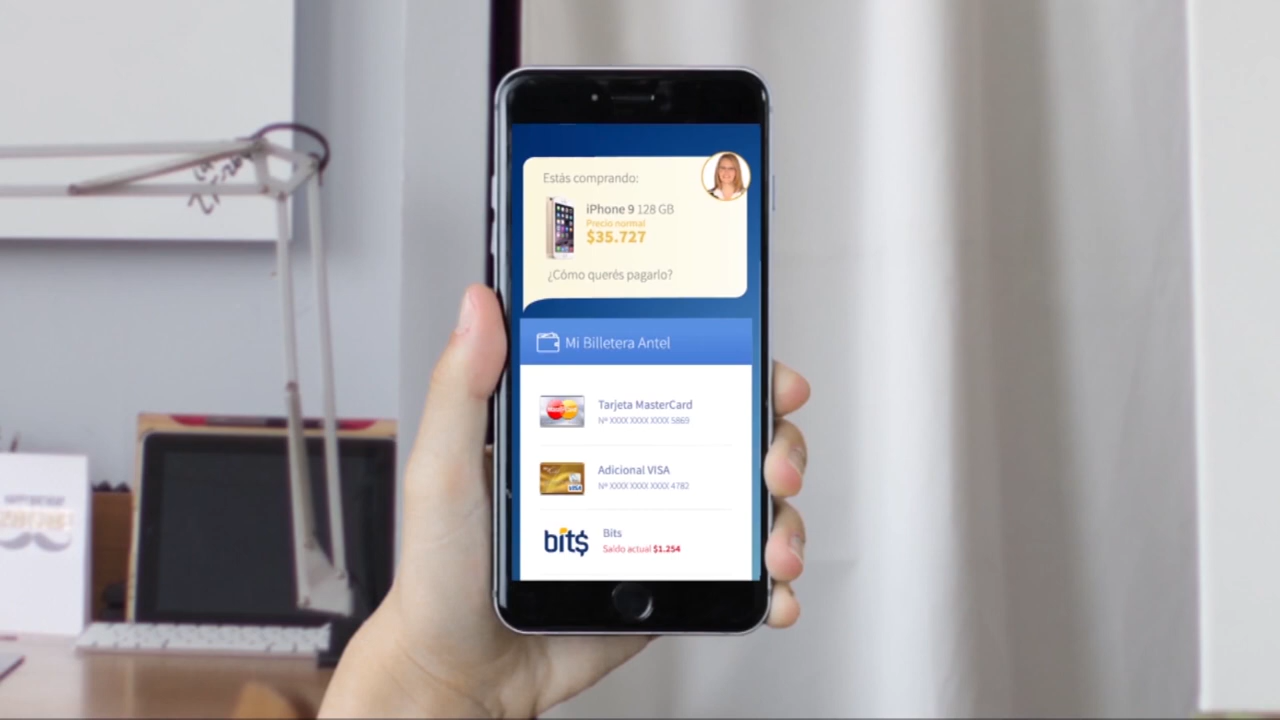 Estás comprando:
iPhone 9 128 GB
Precio normal
$35.727
¿Cómo querés pagarlo?
Mi Billetera Antel
Tarjeta MasterCard
Nº XXXX XXXX XXXX 5869
Adicional VISA
Nº XXXX XXXX XXXX 4782
VISA
bit$
Bits
Saldo actual $1.254